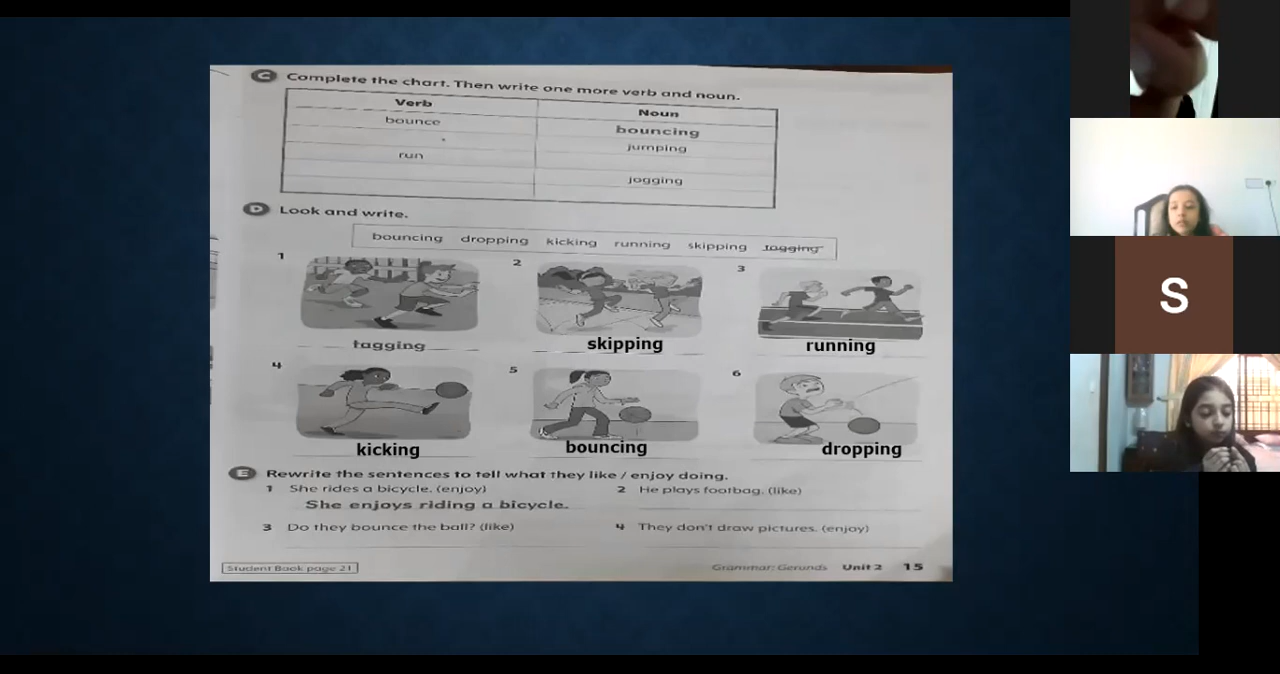 C Complete the chart. Then write one more verb and noun.
Verb Noun
bounce bouncing
jumping
run
jogging
D Look and write.
bouncing dropping kicking running skipping tagging
1 2 3
tagging skipping running
4 5 6
kicking bouncing dropping
E Rewrite the sentences to tell what they like / enjoy doing.
1 She rides a bicycle. (enjoy) 2 He plays footbag. (like)
She enjoys riding a bicycle.
3 Do they bounce the ball? (like) 4 They don't draw pictures. (enjoy)
Student Book page 21 Grammar: Gerunds Unit 2 15
S